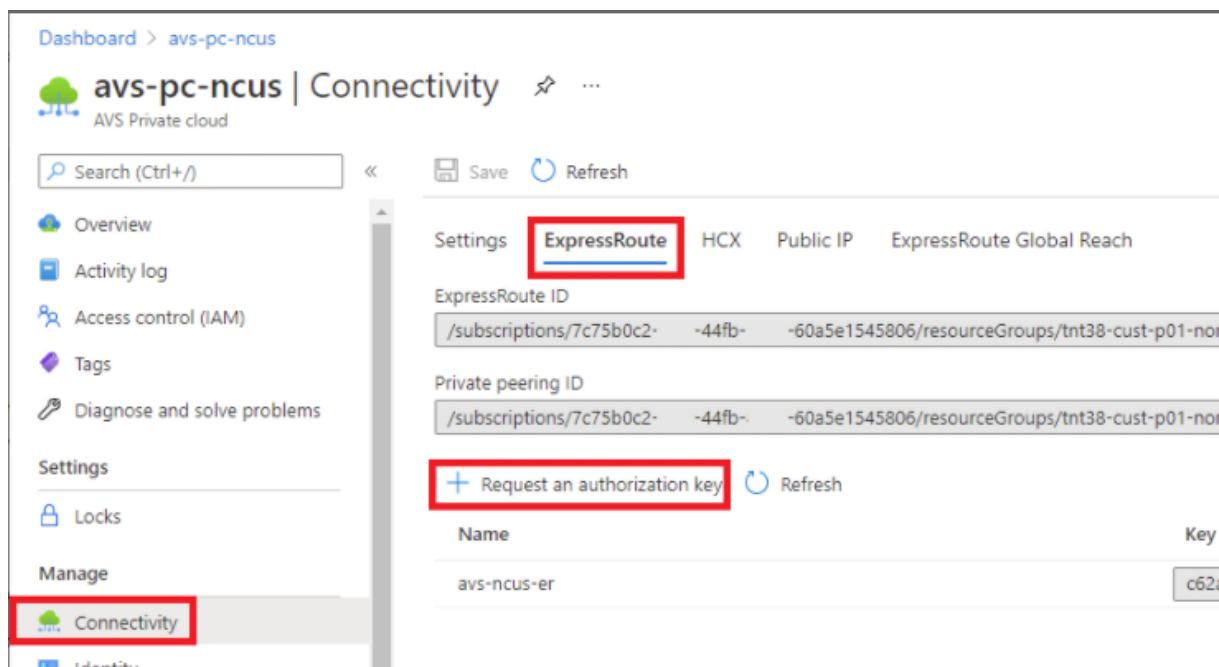 Dashboard > avs-pc-ncus
avs-pc-ncus | Connectivity
AVS Private cloud
Search (Ctrl+/)
Save
Refresh
Overview
Activity log
Access control (IAM)
Tags
Diagnose and solve problems
Settings
Locks
Manage
Connectivity
Identity
Settings ExpressRoute HCX Public IP ExpressRoute Global Reach
ExpressRoute ID
/subscriptions/7c75b0c2- -44fb- -60a5e1545806/resourceGroups/tnt38-cust-p01-nor
Private peering ID
/subscriptions/7c75b0c2- -44fb- -60a5e1545806/resourceGroups/tnt38-cust-p01-nor
Request an authorization key Refresh
Name Key
avs-ncus-er c62a